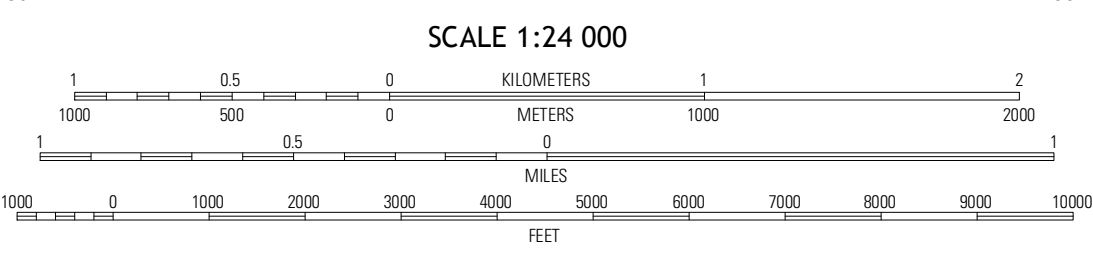 SCALE 1:24 000
1 0.5 0 KILOMETERS 1 2
1000 500 0 METERS 1000 2000
1 0.5 0 1
MILES
1000 0 1000 2000 3000 4000 5000 6000 7000 8000 9000 10000
FEET